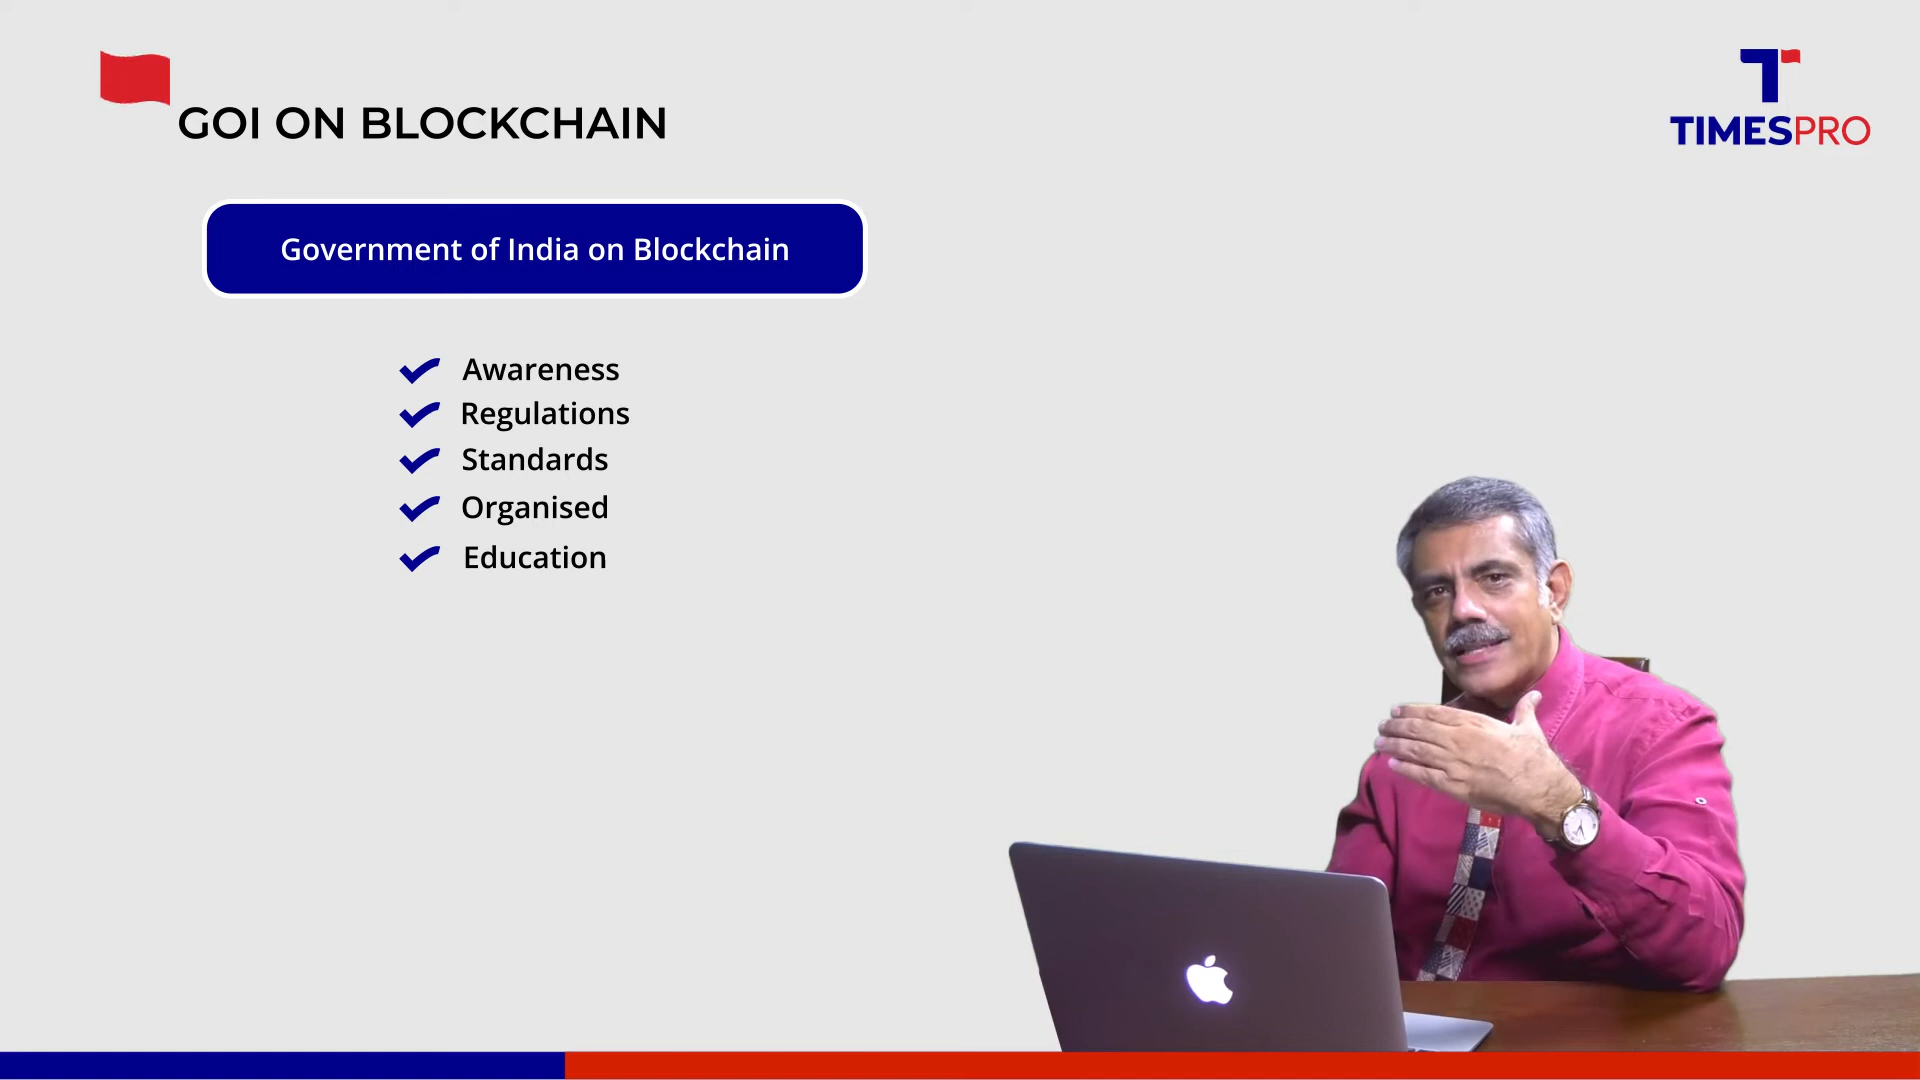 GOI ON BLOCKCHAIN
TIMESPRO
Government of India on Blockchain
Awareness
Regulations
Standards
Organised
Education